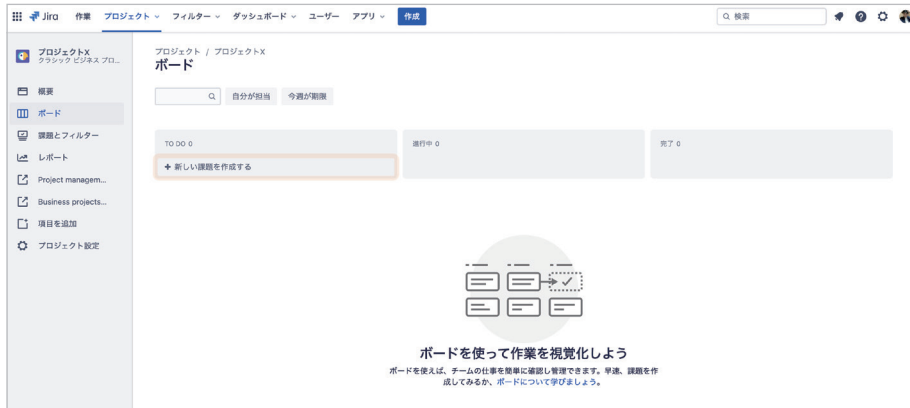 Jira 作業 プロジェクト フィルター ダッシュボード ユーザー アプリ 作成 検索
プロジェクトX
クラシック ビジネス プロ...
概要
ボード
課題とフィルター
レポート
Project managem...
Business projects...
項目を追加
プロジェクト設定
プロジェクト / プロジェクトX
ボード
自分が担当 今週が期限
TO DO 0 進行中 0 完了 0
+ 新しい課題を作成する
ボードを使って作業を視覚化しよう
ボードを使えば、チームの仕事を簡単に確認し管理できます。早速、課題を作
成してみるか、ボードについて学びましょう。